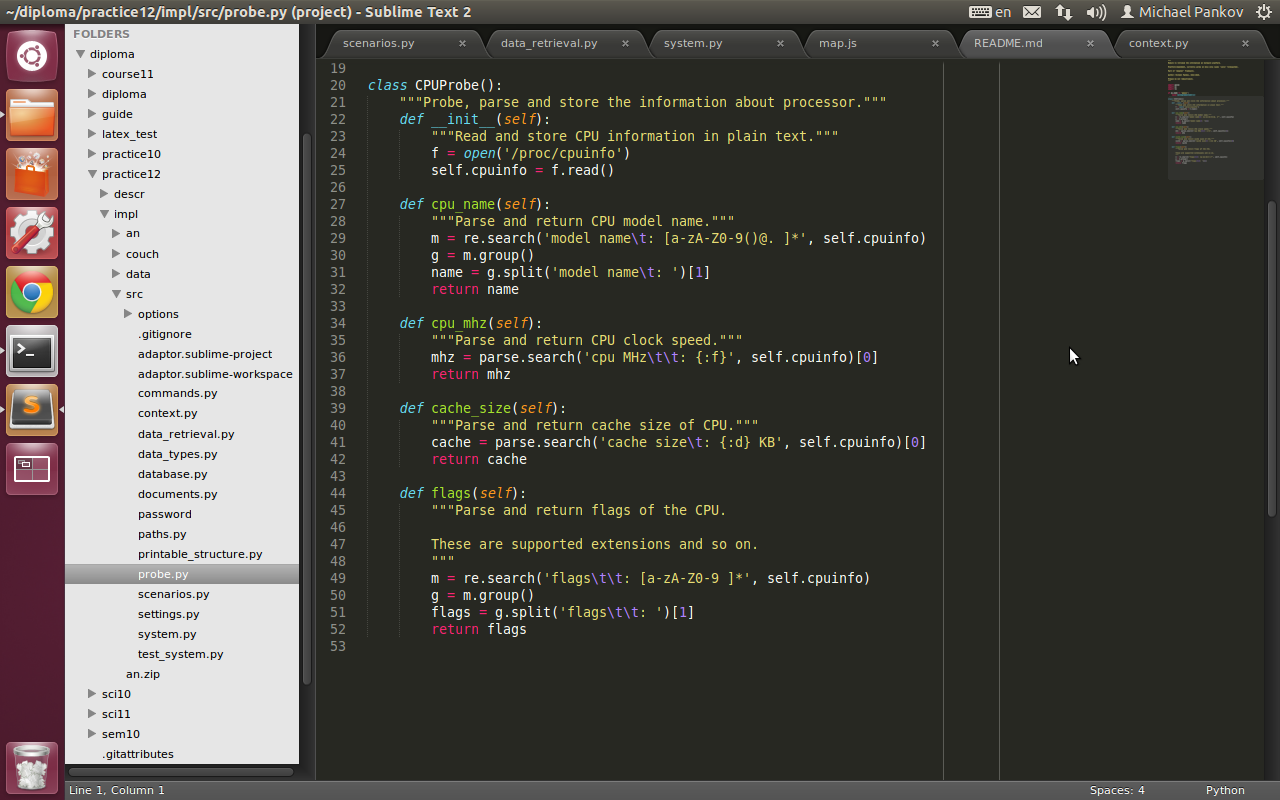 ~/diploma/practice12/impl/src/probe.py (project) - Sublime Text 2
en
Michael Pankov
FOLDERS
diploma
course11
diploma
guide
latex_test
practice10
practice12
descr
impl
an
couch
data
src
options
.gitignore
adaptor.sublime-project
adaptor.sublime-workspace
commands.py
context.py
data_retrieval.py
data_types.py
database.py
documents.py
password
paths.py
printable_structure.py
probe.py
scenarios.py
settings.py
system.py
test_system.py
an.zip
sci10
sci11
sem10
.gitattributes
scenarios.py
data_retrieval.py
system.py
map.js
README.md
context.py
19
20 class CPUProbe():
21     """Probe, parse and store the information about processor."""
22     def __init__(self):
23         """Read and store CPU information in plain text."""
24         f = open('/proc/cpuinfo')
25         self.cpuinfo = f.read()
26
27     def cpu_name(self):
28         """Parse and return CPU model name."""
29         m = re.search('model name\t: [a-zA-Z0-9()@. ]*', self.cpuinfo)
30         g = m.group()
31         name = g.split('model name\t: ')[1]
32         return name
33
34     def cpu_mhz(self):
35         """Parse and return CPU clock speed."""
36         mhz = parse.search('cpu MHz\t\t: {:f}', self.cpuinfo)[0]
37         return mhz
38
39     def cache_size(self):
40         """Parse and return cache size of CPU."""
41         cache = parse.search('cache size\t: {:d} KB', self.cpuinfo)[0]
42         return cache
43
44     def flags(self):
45         """Parse and return flags of the CPU.
46
47         These are supported extensions and so on.
48         """
49         m = re.search('flags\t\t: [a-zA-Z0-9 ]*', self.cpuinfo)
50         g = m.group()
51         flags = g.split('flags\t\t: ')[1]
52         return flags
53
Line 1, Column 1
Spaces: 4
Python